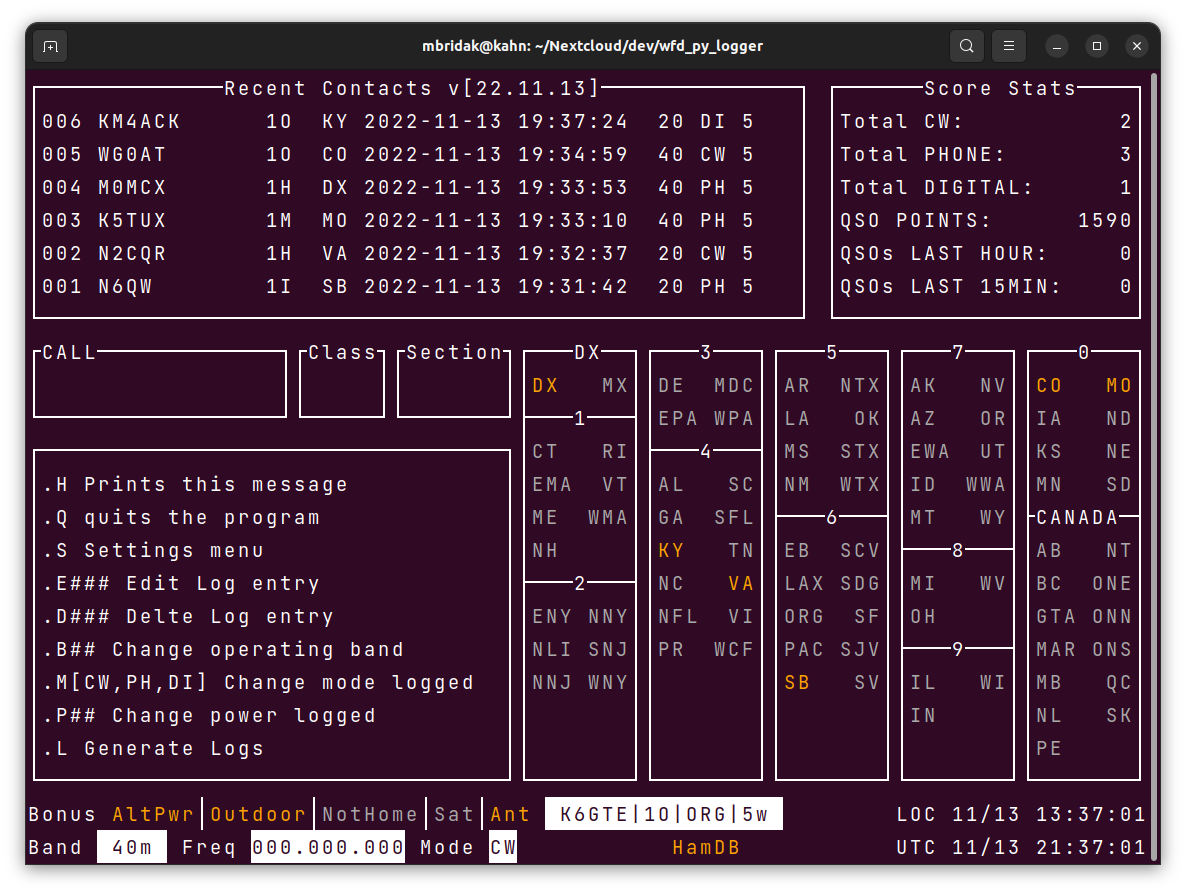 mbridak@kahn: ~/Nextcloud/dev/wfd_py_logger
Recent Contacts v[22.11.13]
006 KM4ACK 1O KY 2022-11-13 19:37:24 20 DI 5
005 WG0AT 1O CO 2022-11-13 19:34:59 40 CW 5
004 M0MCX 1H DX 2022-11-13 19:33:53 40 PH 5
003 K5TUX 1M MO 2022-11-13 19:33:10 40 PH 5
002 N2CQR 1H VA 2022-11-13 19:32:37 20 CW 5
001 N6QW 1I SB 2022-11-13 19:31:42 20 PH 5
Score Stats
Total CW: 2
Total PHONE: 3
Total DIGITAL: 1
QSO POINTS: 1590
QSOs LAST HOUR: 0
QSOs LAST 15MIN: 0
CALL
Class
Section
.H Prints this message
.Q quits the program
.S Settings menu
.E### Edit Log entry
.D### Delte Log entry
.B## Change operating band
.M[CW,PH,DI] Change mode logged
.P## Change power logged
.L Generate Logs
DX
DX MX
1
CT RI
EMA VT
ME WMA
NH
2
ENY NNY
NLI SNJ
NNJ WNY
3
DE MDC
EPA WPA
4
AL SC
GA SFL
KY TN
NC VA
NFL VI
PR WCF
5
AR NTX
LA OK
MS STX
NM WTX
6
EB SCV
LAX SDG
ORG SF
PAC SJV
SB SV
7
AK NV
AZ OR
EWA UT
ID WWA
MT WY
8
MI WV
OH
9
IL WI
IN
0
CO MO
IA ND
KS NE
MN SD
CANADA
AB NT
BC ONE
GTA ONN
MAR ONS
MB QC
NL SK
PE
Bonus AltPwr Outdoor NotHome Sat Ant K6GTE|1O|ORG|5w LOC 11/13 13:37:01
Band 40m Freq 000.000.000 Mode CW HamDB UTC 11/13 21:37:01